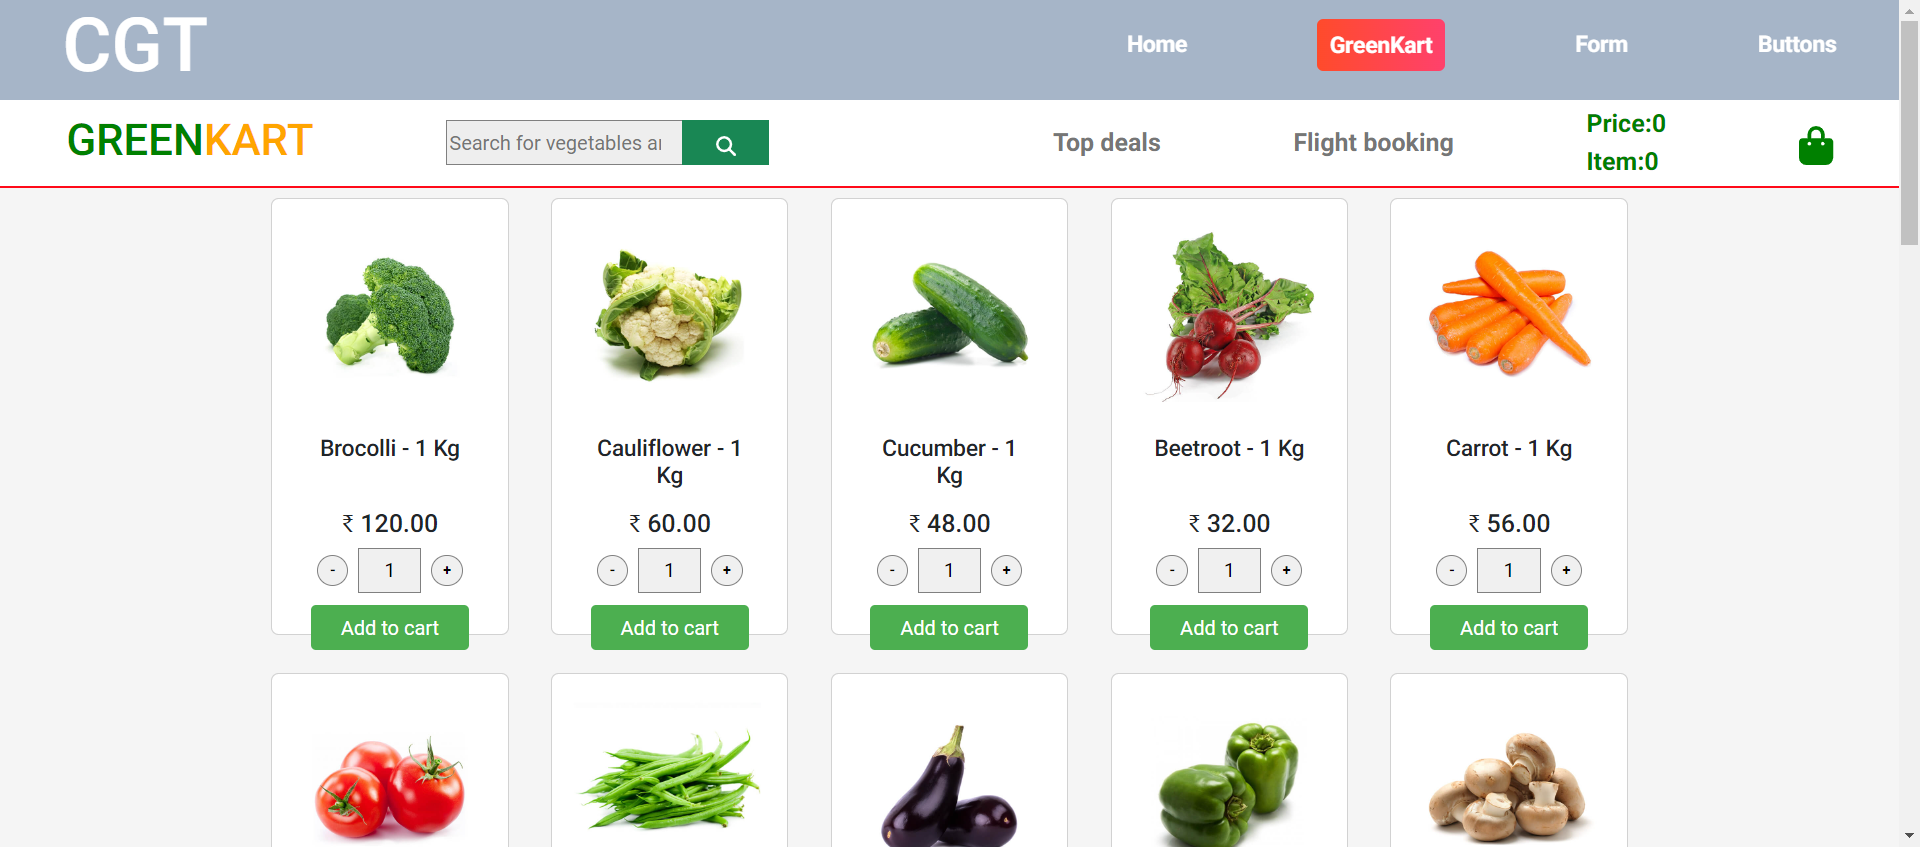 CGT
Home
GreenKart
Form
Buttons
GREENKART
Search for vegetables ar
Top deals
Flight booking
Price:0
Item:0
Brocolli - 1 Kg
₹ 120.00
- 1 +
Add to cart
Cauliflower - 1
Kg
₹ 60.00
- 1 +
Add to cart
Cucumber - 1
Kg
₹ 48.00
- 1 +
Add to cart
Beetroot - 1 Kg
₹ 32.00
- 1 +
Add to cart
Carrot - 1 Kg
₹ 56.00
- 1 +
Add to cart